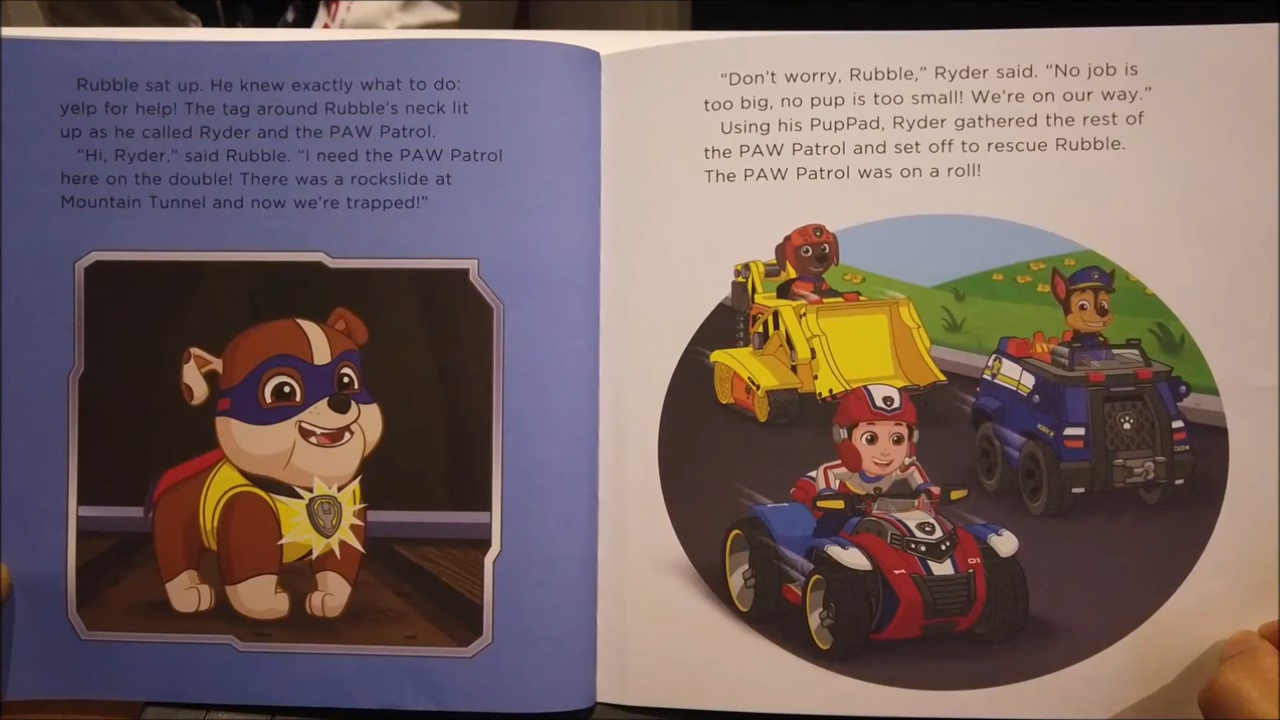 Rubble sat up. He knew exactly what to do:
yelp for help! The tag around Rubble's neck lit
up as he called Ryder and the PAW Patrol.
"Hi, Ryder," said Rubble. "I need the PAW Patrol
here on the double! There was a rockslide at
Mountain Tunnel and now we're trapped!"
"Don't worry, Rubble," Ryder said. "No job is
too big, no pup is too small! We're on our way."
Using his PupPad, Ryder gathered the rest of
the PAW Patrol and set off to rescue Rubble.
The PAW Patrol was on a roll!